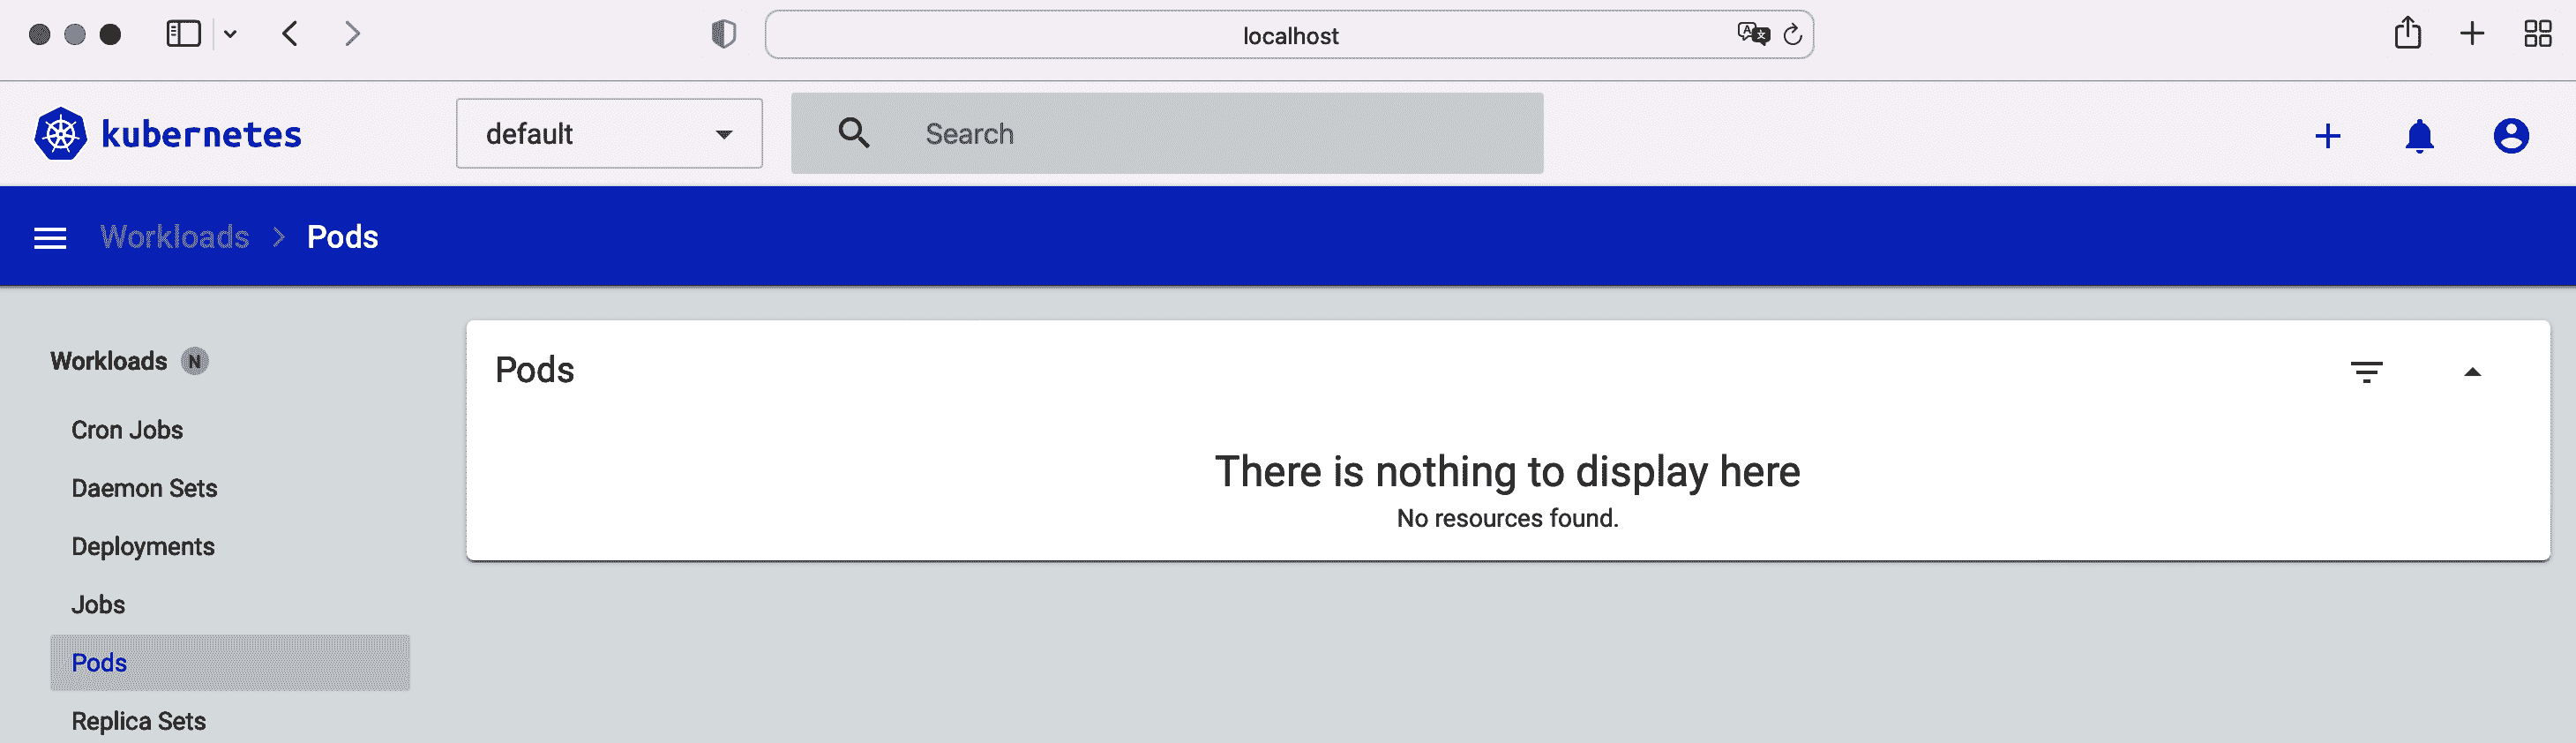 localhost
kubernetes
default
Search
Workloads > Pods
Workloads N
Cron Jobs
Daemon Sets
Deployments
Jobs
Pods
Replica Sets
Pods
There is nothing to display here
No resources found.